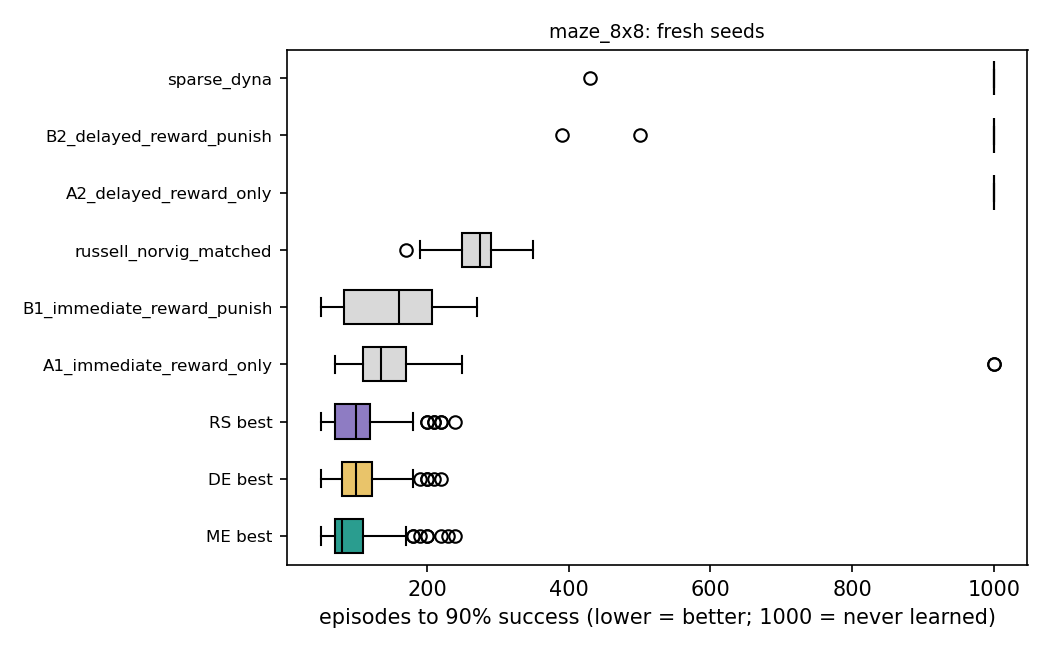 maze_8x8: fresh seeds
sparse_dyna
B2_delayed_reward_punish
A2_delayed_reward_only
russell_norvig_matched
B1_immediate_reward_punish
A1_immediate_reward_only
RS best
DE best
ME best
200 400 600 800 1000
episodes to 90% success (lower = better; 1000 = never learned)